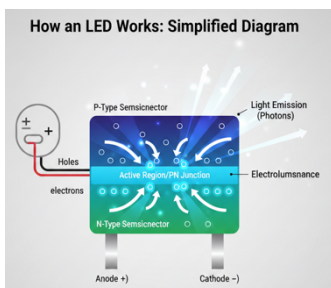 How an LED Works: Simplified Diagram
P-Type Semsicnector
Light Emission
(Photons)
Holes
electrons
Active Region/PN Junction
Electrolumsnance
N-Type Semsicnector
Anode +)
Cathode −)